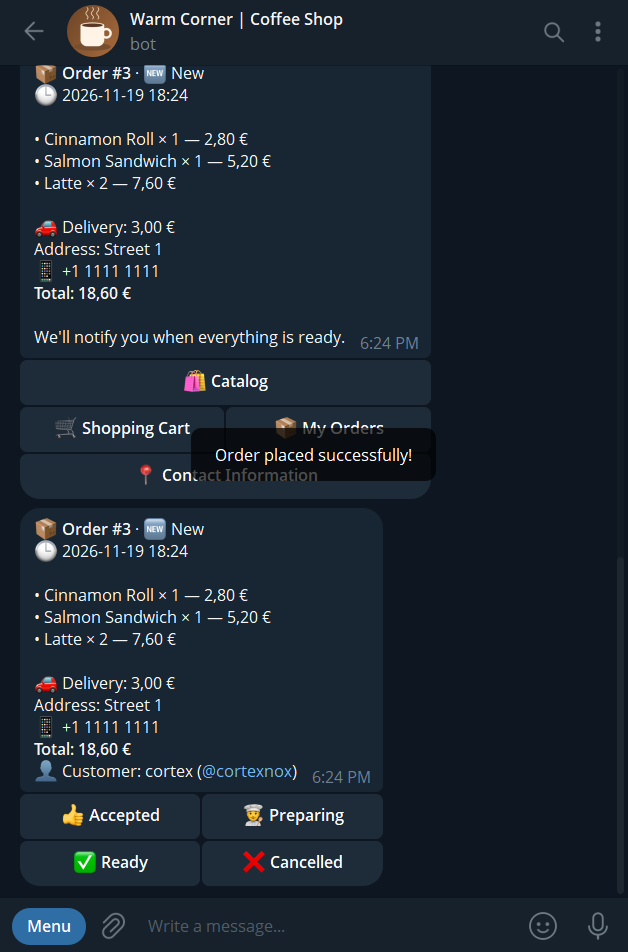 Warm Corner | Coffee Shop
bot
📦 Order #3 · 🆕 New
🕒 2026-11-19 18:24
• Cinnamon Roll × 1 — 2,80 €
• Salmon Sandwich × 1 — 5,20 €
• Latte × 2 — 7,60 €
🚗 Delivery: 3,00 €
Address: Street 1
📱 +1 1111 1111
Total: 18,60 €
We'll notify you when everything is ready. 6:24 PM
🛍️ Catalog
🛒 Shopping Cart
📦 My Orders
Order placed successfully!
📍 Contact Information
📦 Order #3 · 🆕 New
🕒 2026-11-19 18:24
• Cinnamon Roll × 1 — 2,80 €
• Salmon Sandwich × 1 — 5,20 €
• Latte × 2 — 7,60 €
🚗 Delivery: 3,00 €
Address: Street 1
📱 +1 1111 1111
Total: 18,60 €
👤 Customer: cortex (@cortexnox) 6:24 PM
👍 Accepted
👨‍🍳 Preparing
✅ Ready
❌ Cancelled
Menu
Write a message...